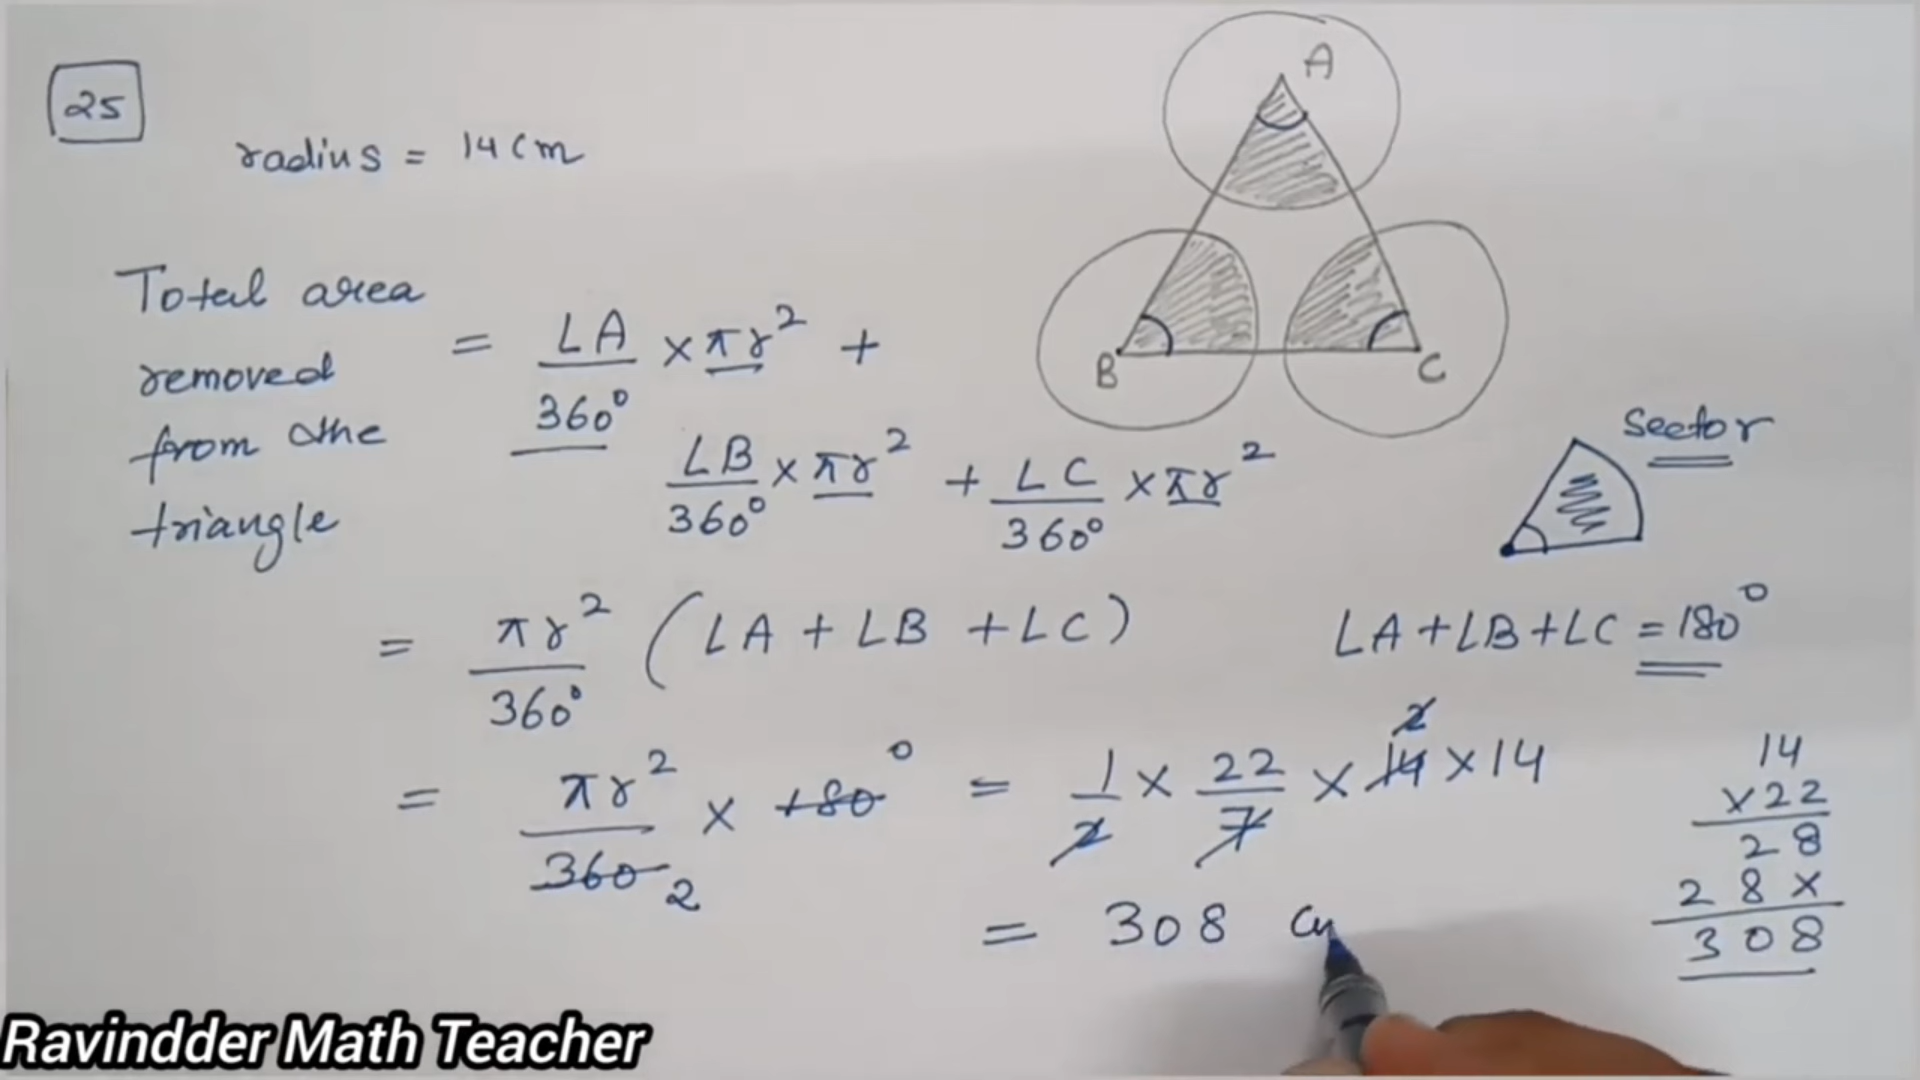 25
radius = 14 cm
A
B
C
Total area
removed
from the
triangle
= ∠A/360° × πr² +
∠B/360° × πr² + ∠C/360° × πr²
Sector
= πr²/360° (∠A + ∠B + ∠C)
∠A + ∠B + ∠C = 180°
= πr²/360 2 × 180° = 1/2 × 22/7 × 14 2 × 14
= 308 cm
14
×22
28
28×
308
Ravindder Math Teacher